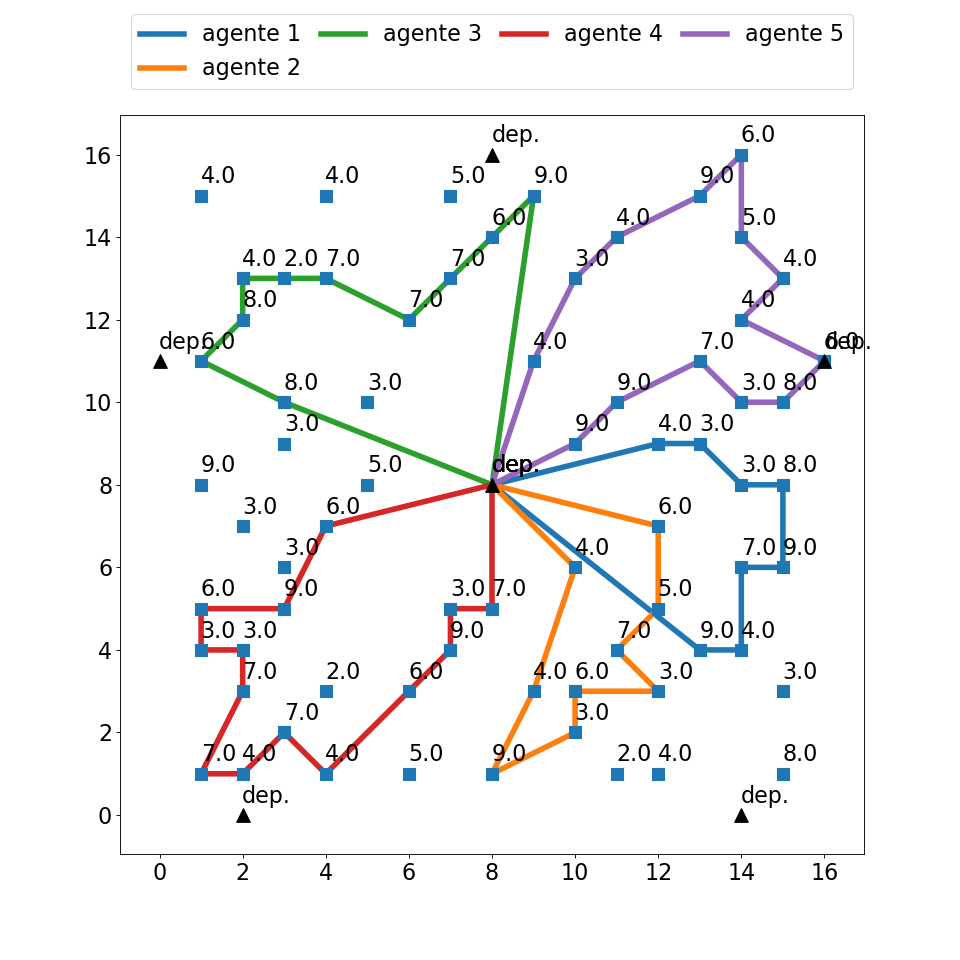 agente 1 agente 3 agente 4 agente 5
agente 2
dep. 6.0
16
4.0 4.0 5.0 9.0 9.0
6.0 4.0 5.0
14
4.0 2.0 7.0 7.0 3.0 4.0
8.0 7.0 4.0
12
dep. 6.0 4.0 7.0 6.0 dep.
8.0 3.0 9.0 3.0 8.0
10
3.0 9.0 4.0 3.0
9.0 5.0 dep. 3.0 8.0
8
3.0 6.0 6.0
3.0 4.0 7.0 9.0
6
6.0 9.0 3.0 7.0 5.0
3.0 3.0 9.0 7.0 9.0 4.0
4
7.0 2.0 6.0 4.0 6.0 3.0 3.0
7.0 3.0
2
7.0 4.0 4.0 5.0 9.0 2.0 4.0 8.0
dep. dep.
0
0 2 4 6 8 10 12 14 16